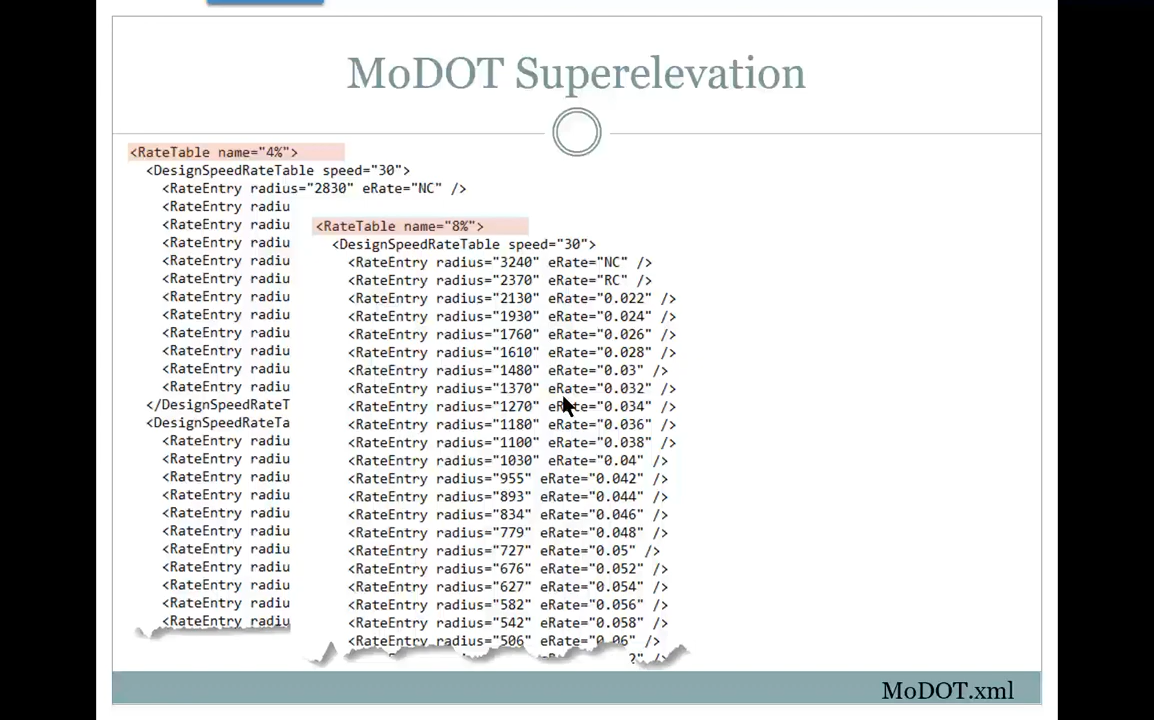 MoDOT Superelevation
<RateTable name="4%">
<DesignSpeedRateTable speed="30">
<RateEntry radius="2830" eRate="NC" />
<RateEntry radiu
<RateEntry radiu
<RateEntry radiu
<RateEntry radiu
<RateEntry radiu
<RateEntry radiu
<RateEntry radiu
<RateEntry radiu
<RateEntry radiu
<RateEntry radiu
<RateEntry radiu
</DesignSpeedRateT
<DesignSpeedRateTa
<RateEntry radiu
<RateEntry radiu
<RateEntry radiu
<RateEntry radiu
<RateEntry radiu
<RateEntry radiu
<RateEntry radiu
<RateEntry radiu
<RateEntry radiu
<RateEntry radiu
<RateEntry radiu
<RateTable name="8%">
<DesignSpeedRateTable speed="30">
<RateEntry radius="3240" eRate="NC" />
<RateEntry radius="2370" eRate="RC" />
<RateEntry radius="2130" eRate="0.022" />
<RateEntry radius="1930" eRate="0.024" />
<RateEntry radius="1760" eRate="0.026" />
<RateEntry radius="1610" eRate="0.028" />
<RateEntry radius="1480" eRate="0.03" />
<RateEntry radius="1370" eRate="0.032" />
<RateEntry radius="1270" eRate="0.034" />
<RateEntry radius="1180" eRate="0.036" />
<RateEntry radius="1100" eRate="0.038" />
<RateEntry radius="1030" eRate="0.04" />
<RateEntry radius="955" eRate="0.042" />
<RateEntry radius="893" eRate="0.044" />
<RateEntry radius="834" eRate="0.046" />
<RateEntry radius="779" eRate="0.048" />
<RateEntry radius="727" eRate="0.05" />
<RateEntry radius="676" eRate="0.052" />
<RateEntry radius="627" eRate="0.054" />
<RateEntry radius="582" eRate="0.056" />
<RateEntry radius="542" eRate="0.058" />
<RateEntry radius="506" eRate="0.06" />
MoDOT.xml